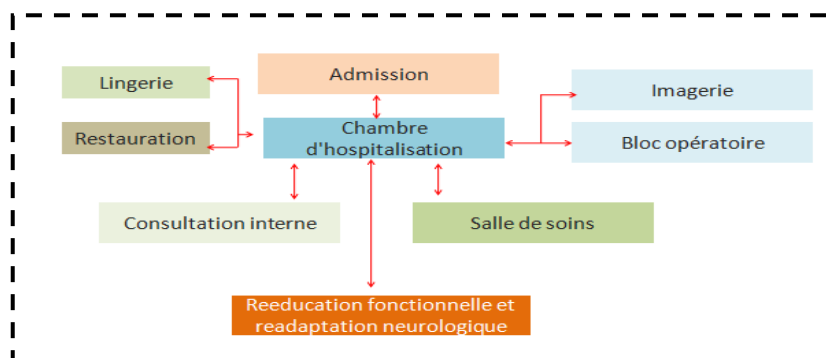 Admission
Lingerie
Imagerie
Restauration
Chambre
d'hospitalisation
Bloc opératoire
Consultation interne
Salle de soins
Reeducation fonctionnelle et
readaptation neurologique